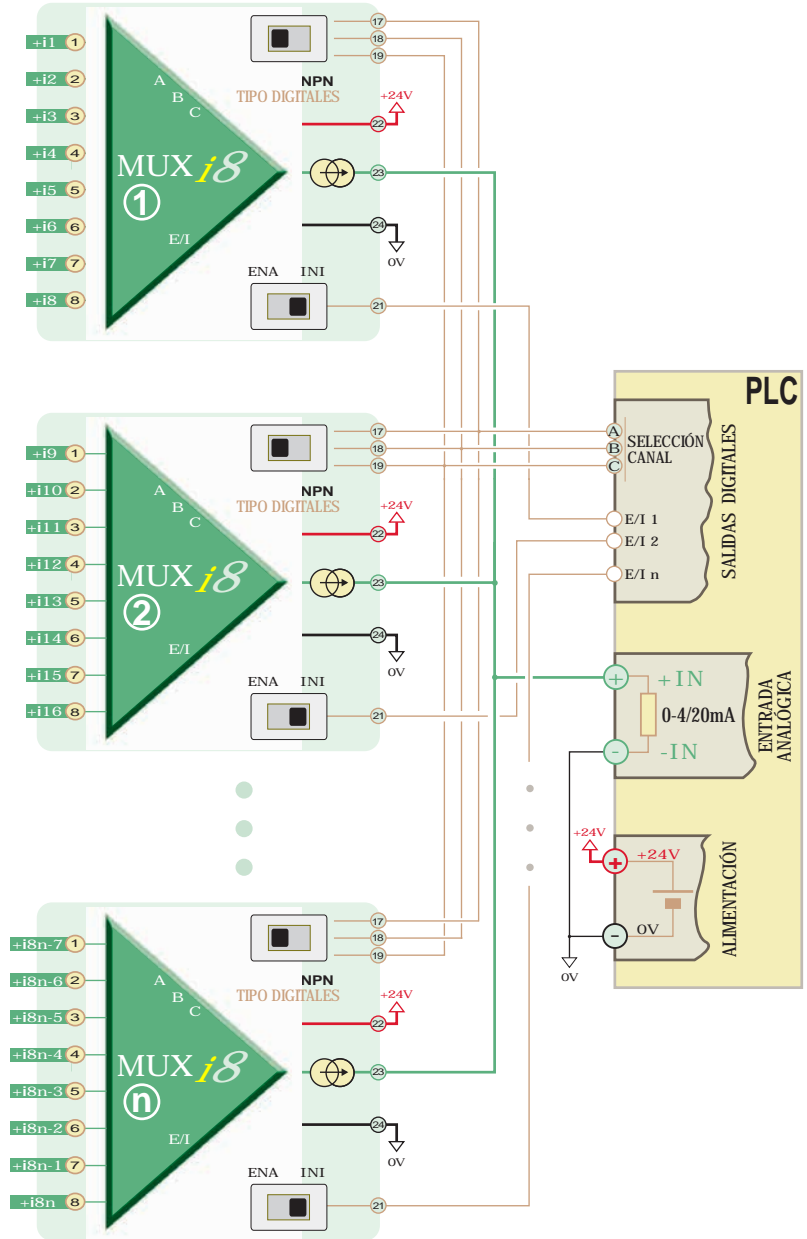 +i1 1
+i2 2
+i3 3
+i4 4
+i5 5
+i6 6
+i7 7
+i8 8
A
B
C
MUX i8
1
E/I
NPN
TIPO DIGITALES
ENA INI
17
18
19
+24V
22
23
24
0V
21
+i9 1
+i10 2
+i11 3
+i12 4
+i13 5
+i14 6
+i15 7
+i16 8
A
B
C
MUX i8
2
E/I
NPN
TIPO DIGITALES
ENA INI
17
18
19
+24V
22
23
24
0V
21
+i8n-7 1
+i8n-6 2
+i8n-5 3
+i8n-4 4
+i8n-3 5
+i8n-2 6
+i8n-1 7
+i8n 8
A
B
C
MUX i8
n
E/I
NPN
TIPO DIGITALES
ENA INI
17
18
19
+24V
22
23
24
0V
21
PLC
A
B
C
SELECCIÓN
CANAL
E/I 1
E/I 2
E/I n
SALIDAS DIGITALES
+ +IN
0-4/20mA
- -IN
ENTRADA
ANALÓGICA
+24V
+ +24V
- 0V
0V
ALIMENTACIÓN